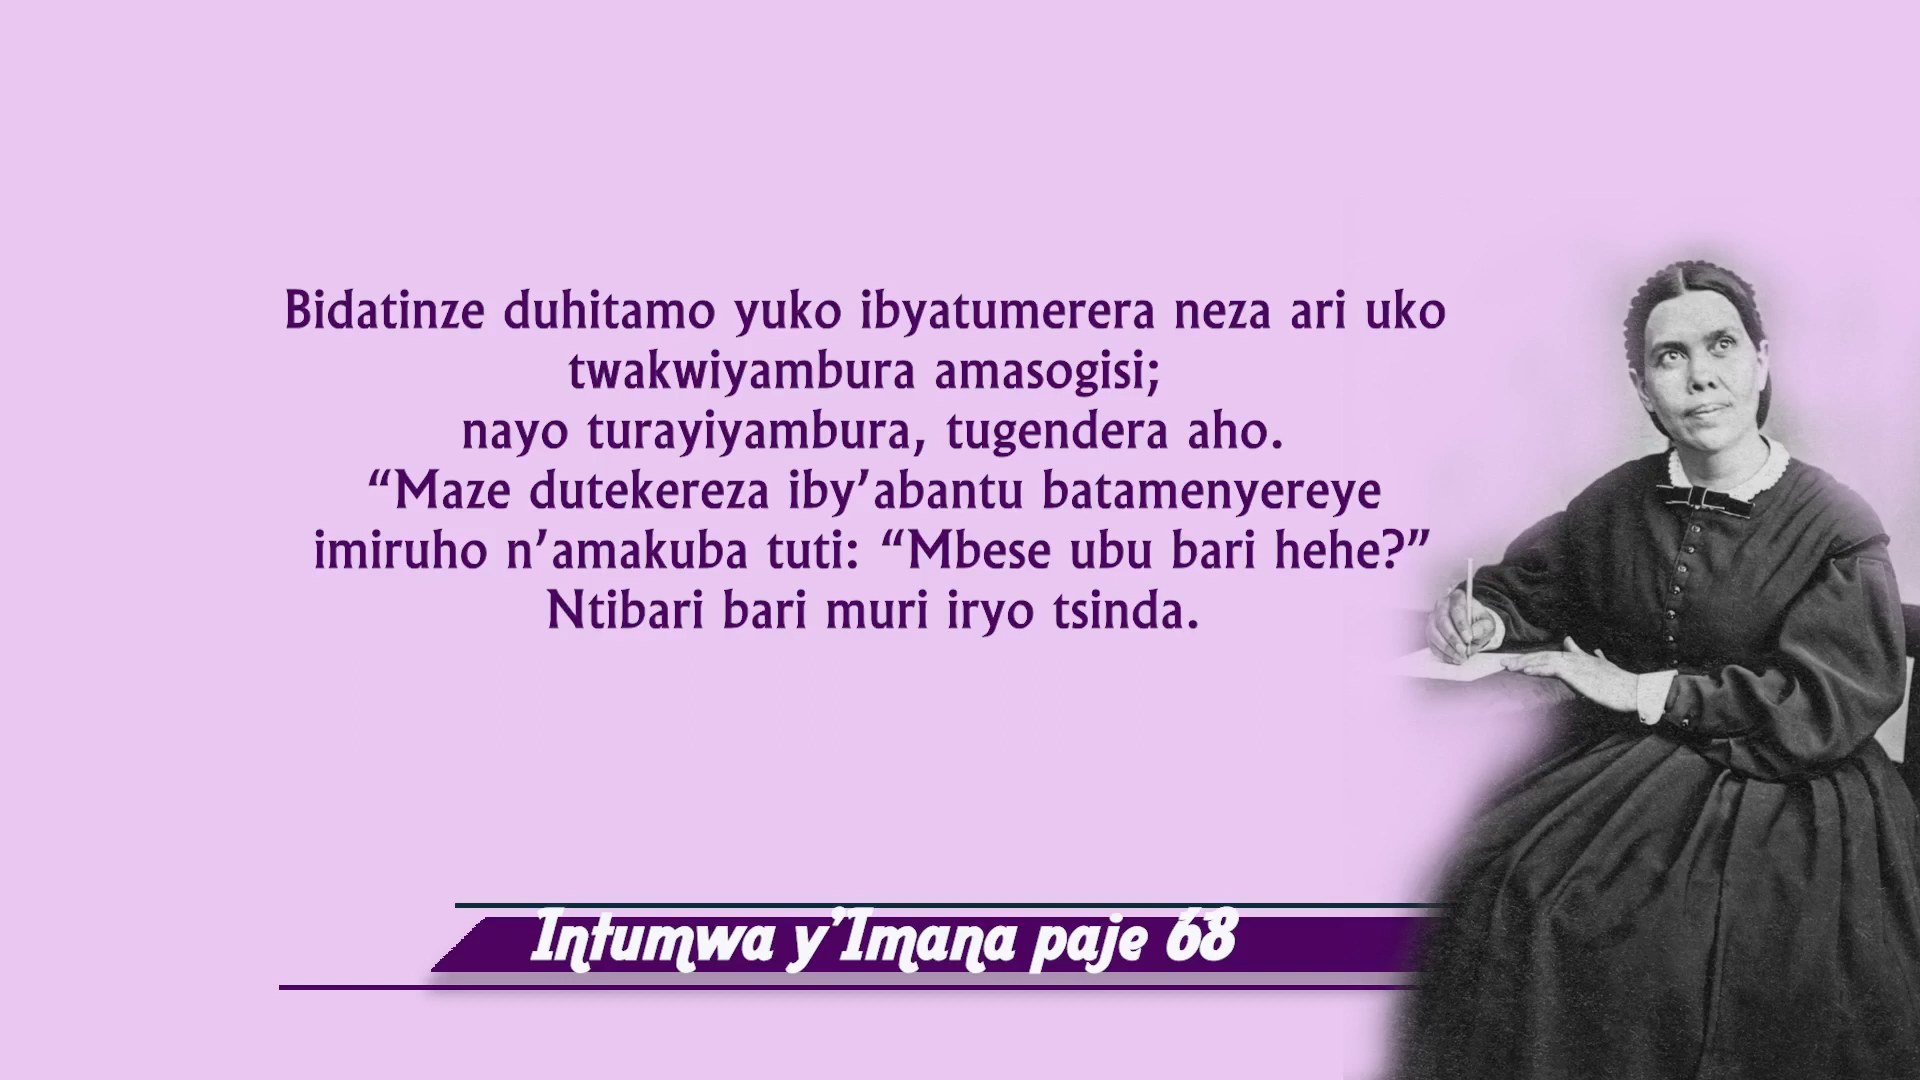 Bidatinze duhitamo yuko ibyatumerera neza ari uko
twakwiyambura amasogisi;
nayo turayiyambura, tugendera aho.
“Maze dutekereza iby’abantu batamenyereye
imiruho n’amakuba tuti: “Mbese ubu bari hehe?”
Ntibari bari muri iryo tsinda.
Intumwa y’Imana paje 68